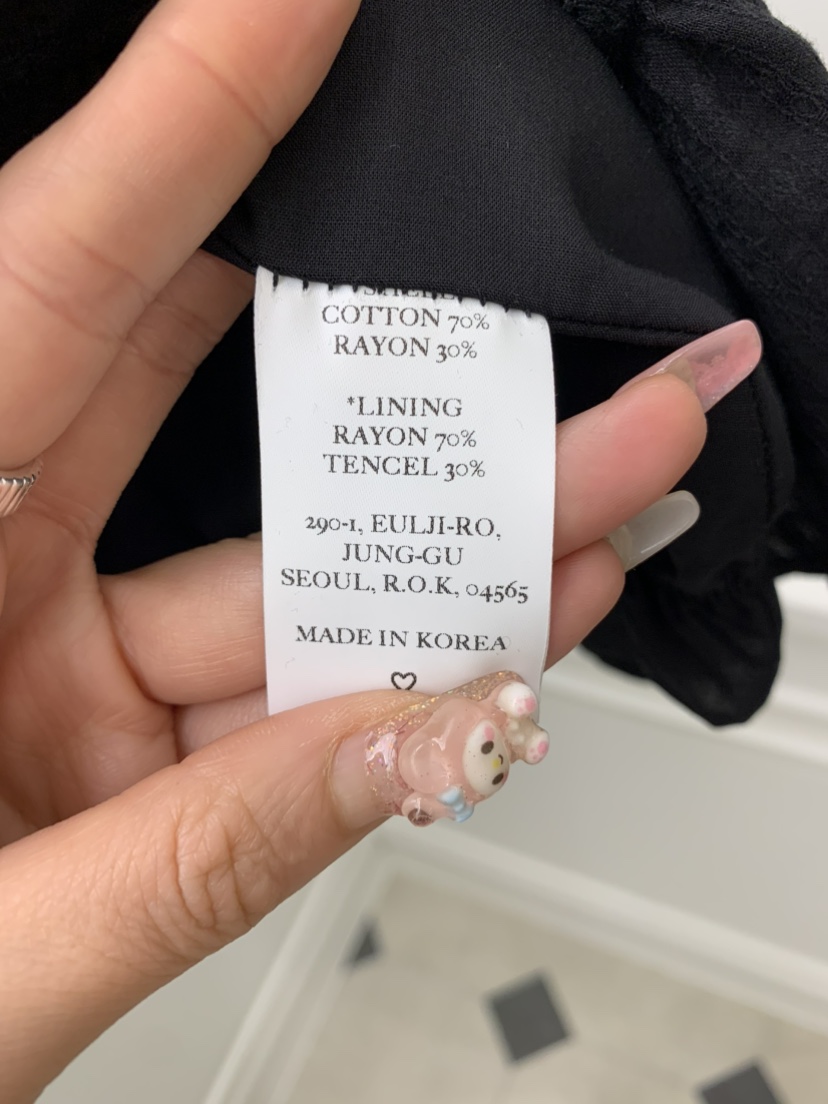 COTTON 70%
RAYON 30%
*LINING
RAYON 70%
TENCEL 30%
290-1, EULJI-RO,
JUNG-GU
SEOUL, R.O.K, 04565
MADE IN KOREA